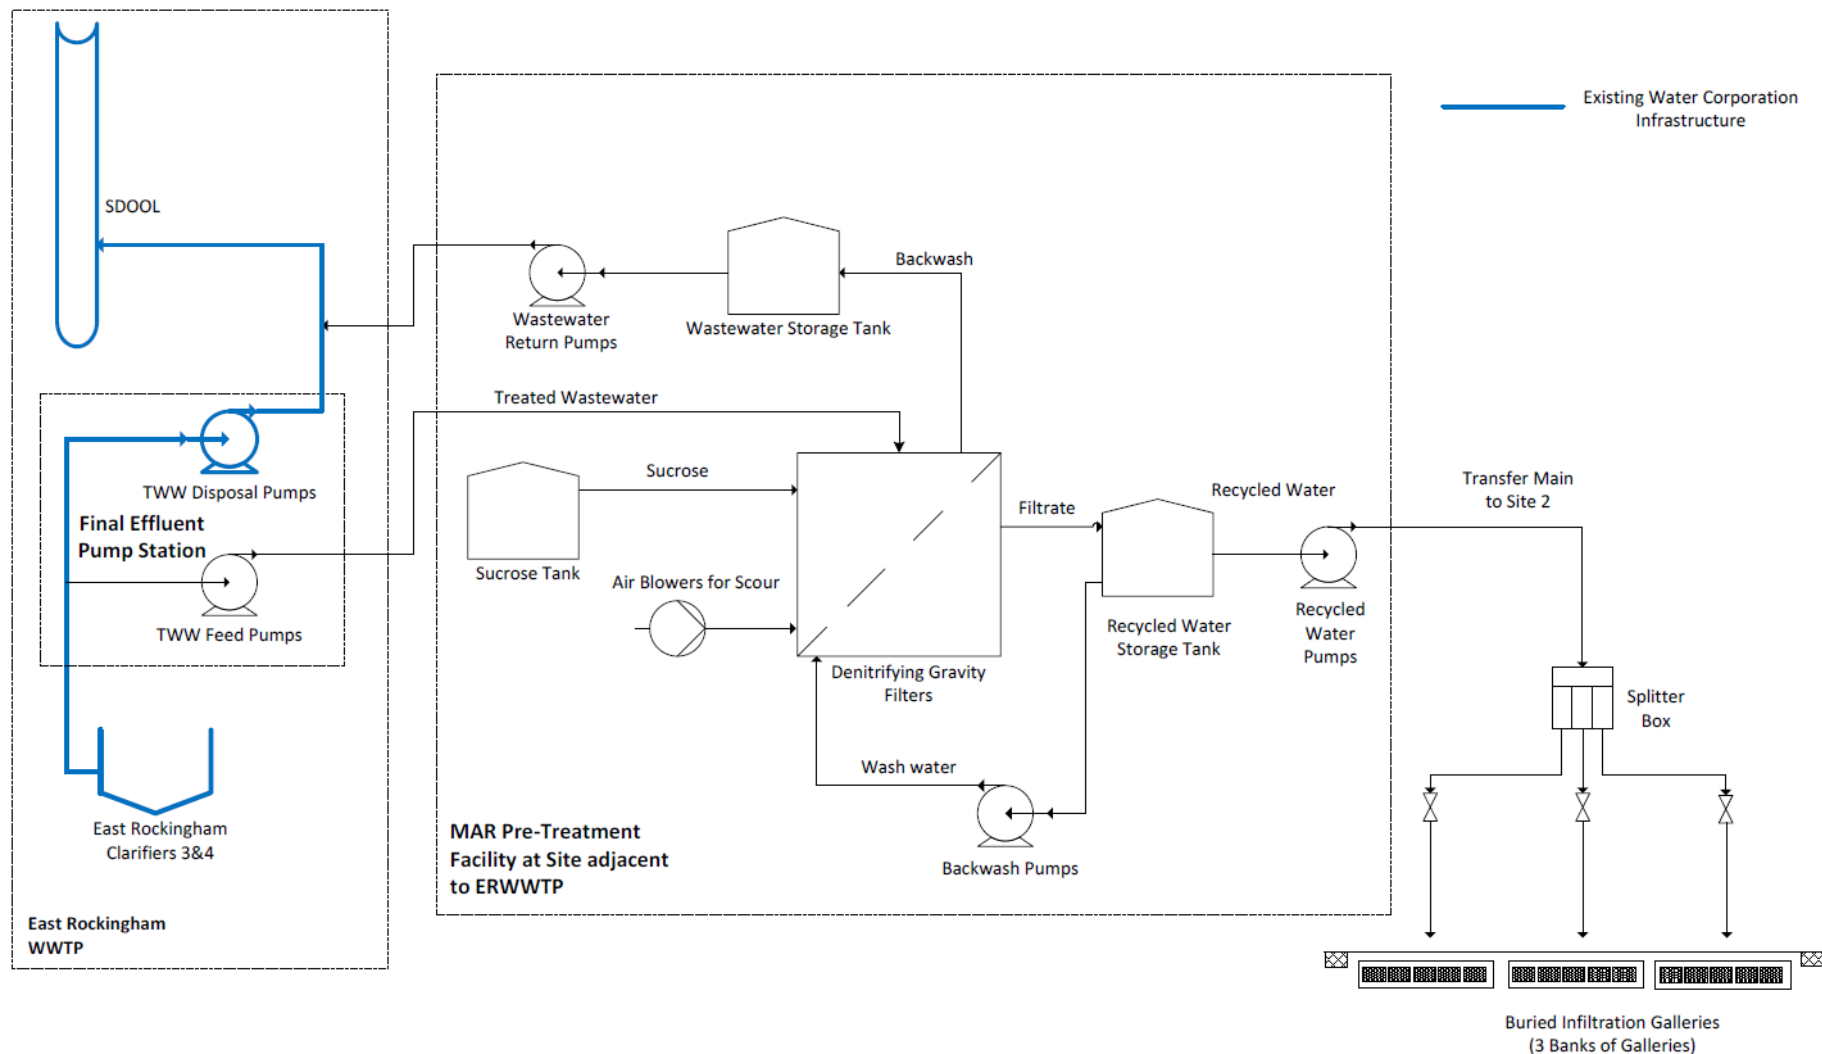 Existing Water Corporation
Infrastructure
SDOOL
Backwash
Wastewater
Return Pumps
Wastewater Storage Tank
Treated Wastewater
TWW Disposal Pumps
Final Effluent
Pump Station
TWW Feed Pumps
Sucrose
Sucrose Tank
Air Blowers for Scour
Filtrate
Recycled Water
Transfer Main
to Site 2
Denitrifying Gravity
Filters
Recycled Water
Storage Tank
Recycled
Water
Pumps
Splitter
Box
Wash water
Backwash Pumps
East Rockingham
Clarifiers 3&4
MAR Pre-Treatment
Facility at Site adjacent
to ERWWTP
East Rockingham
WWTP
Buried Infiltration Galleries
(3 Banks of Galleries)